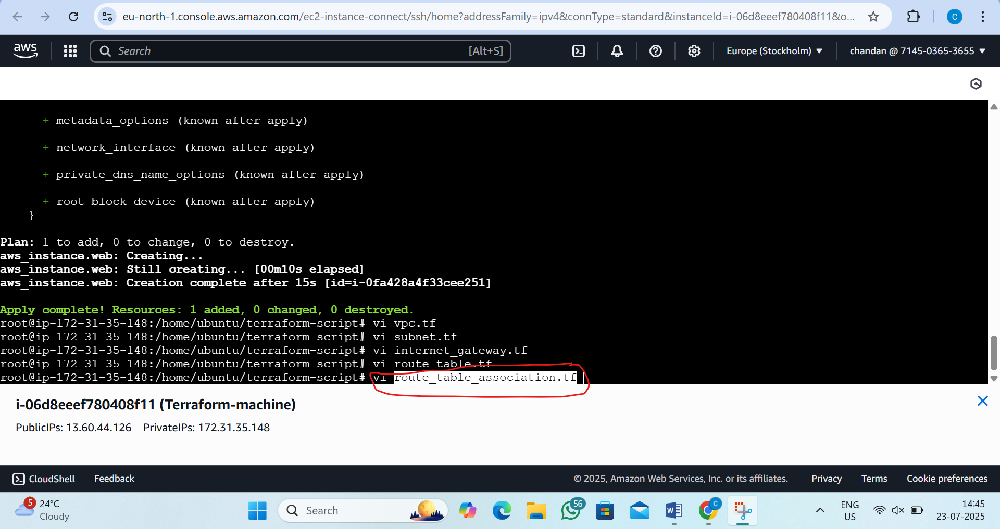 eu-north-1.console.aws.amazon.com/ec2-instance-connect/ssh/home?addressFamily=ipv4&connType=standard&instanceId=i-06d8eeef780408f11&o...
C
aws
Search
[Alt+S]
Europe (Stockholm)
chandan @ 7145-0365-3655
+ metadata_options (known after apply)
+ network_interface (known after apply)
+ private_dns_name_options (known after apply)
+ root_block_device (known after apply)
}
Plan: 1 to add, 0 to change, 0 to destroy.
aws_instance.web: Creating...
aws_instance.web: Still creating... [00m10s elapsed]
aws_instance.web: Creation complete after 15s [id=i-0fa428a4f33cee251]
Apply complete! Resources: 1 added, 0 changed, 0 destroyed.
root@ip-172-31-35-148:/home/ubuntu/terraform-script# vi vpc.tf
root@ip-172-31-35-148:/home/ubuntu/terraform-script# vi subnet.tf
root@ip-172-31-35-148:/home/ubuntu/terraform-script# vi internet_gateway.tf
root@ip-172-31-35-148:/home/ubuntu/terraform-script# vi route_table.tf
root@ip-172-31-35-148:/home/ubuntu/terraform-script# vi route_table_association.tf
i-06d8eeef780408f11 (Terraform-machine)
PublicIPs: 13.60.44.126 PrivateIPs: 172.31.35.148
CloudShell
Feedback
© 2025, Amazon Web Services, Inc. or its affiliates.
Privacy
Terms
Cookie preferences
5
24°C
Cloudy
Search
56
W
C
ENG
US
14:45
23-07-2025